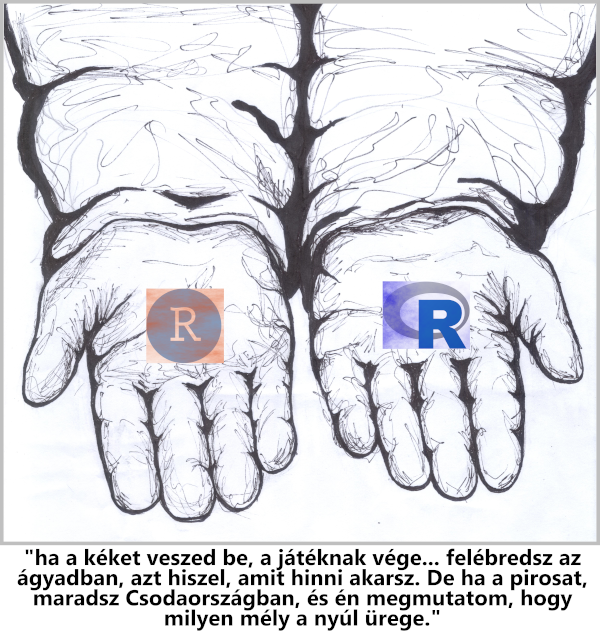 R
R
"ha a kéket veszed be, a játéknak vége... felébredsz az
ágyadban, azt hiszel, amit hinni akarsz. De ha a pirosat,
maradsz Csodaországban, és én megmutatom, hogy
milyen mély a nyúl ürege."